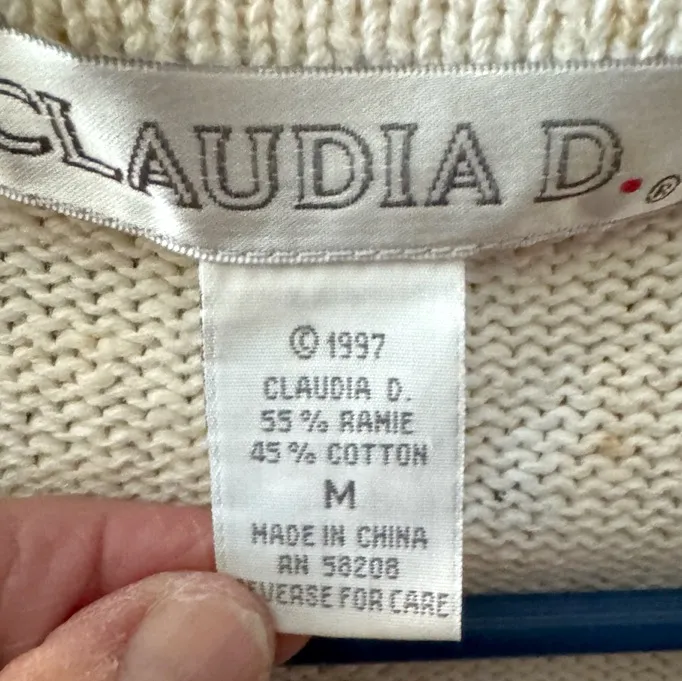 CLAUDIA D.®
© 1997
CLAUDIA D.
55% RAMIE
45% COTTON
M
MADE IN CHINA
RN 58208
REVERSE FOR CARE